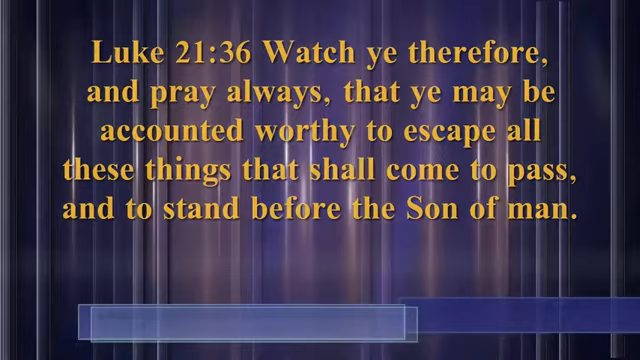 Luke 21:36 Watch ye therefore,
and pray always, that ye may be
accounted worthy to escape all
these things that shall come to pass,
and to stand before the Son of man.